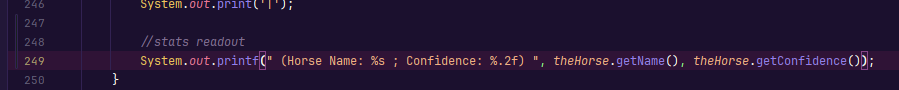 246 System.out.print('|');
247
248 //stats readout
249 System.out.printf(" (Horse Name: %s ; Confidence: %.2f) ", theHorse.getName(), theHorse.getConfidence());
250 }